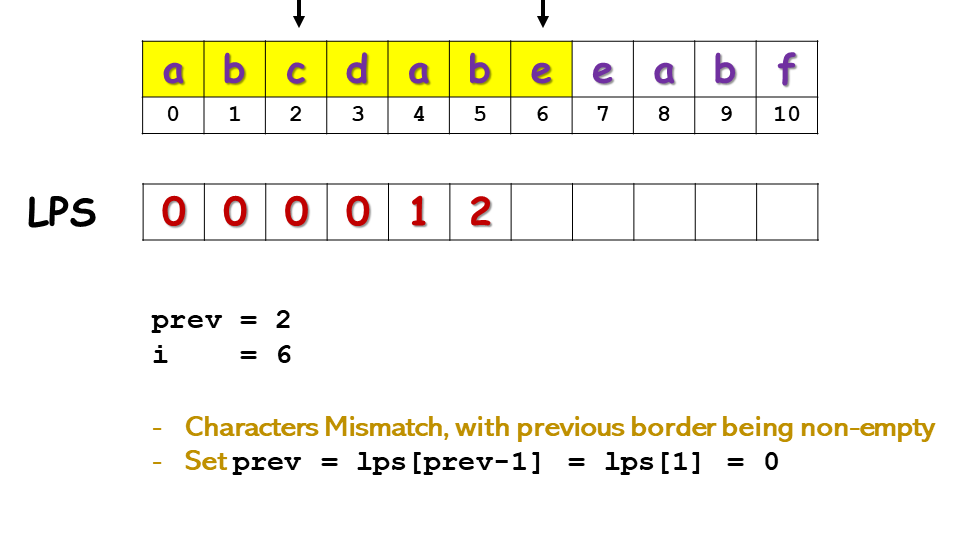 a b c d a b e e a b f
0 1 2 3 4 5 6 7 8 9 10
LPS 0 0 0 0 1 2
prev = 2
i = 6
- Characters Mismatch, with previous border being non-empty
- Set prev = lps[prev-1] = lps[1] = 0